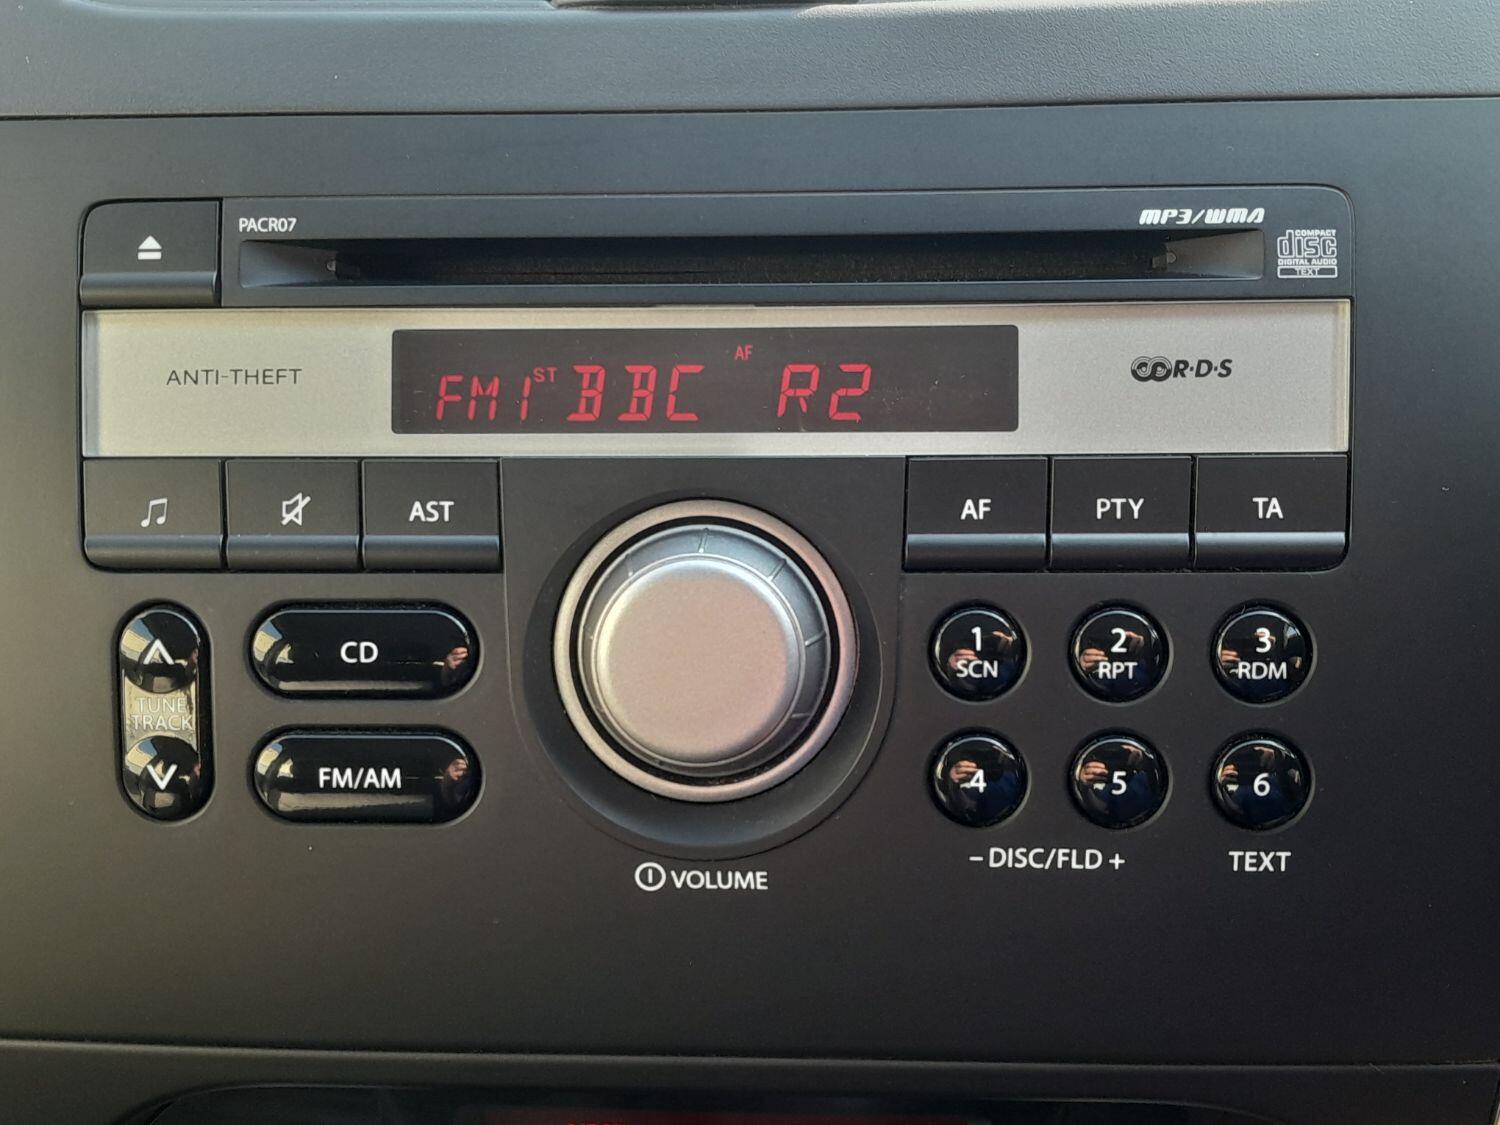 PACR07
MP3/WMA
COMPACT
disc
DIGITAL AUDIO
TEXT
ANTI-THEFT
AF
FM1 ST BBC R2
R·D·S
AST
AF
PTY
TA
TUNE
TRACK
CD
FM/AM
1
SCN
2
RPT
3
RDM
4
5
6
– DISC/FLD +
TEXT
VOLUME